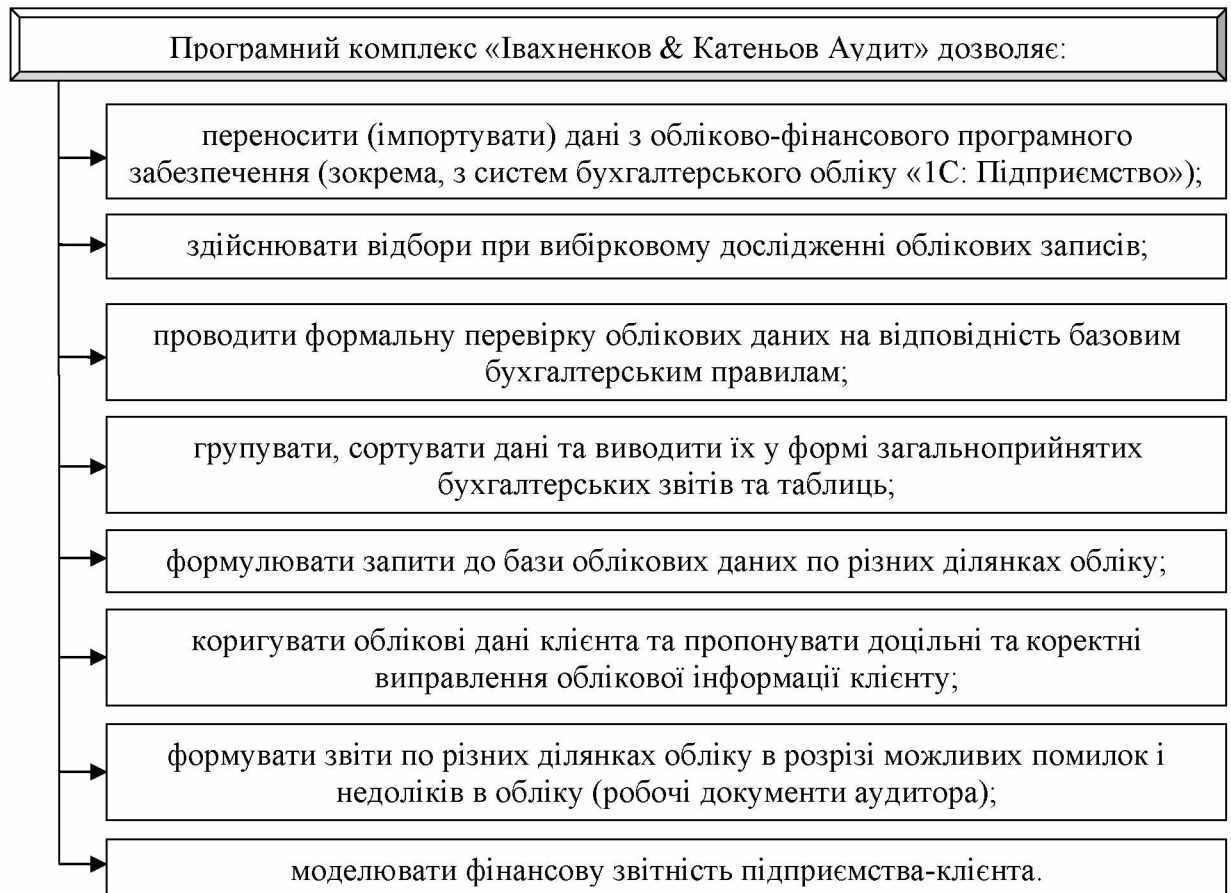 Програмний комплекс «Івахненков & Катеньов Аудит» дозволяє:
переносити (імпортувати) дані з обліково-фінансового програмного
забезпечення (зокрема, з систем бухгалтерського обліку «1С: Підприємство»);
здійснювати відбори при вибірковому дослідженні облікових записів;
проводити формальну перевірку облікових даних на відповідність базовим
бухгалтерським правилам;
групувати, сортувати дані та виводити їх у формі загальноприйнятих
бухгалтерських звітів та таблиць;
формулювати запити до бази облікових даних по різних ділянках обліку;
коригувати облікові дані клієнта та пропонувати доцільні та коректні
виправлення облікової інформації клієнту;
формувати звіти по різних ділянках обліку в розрізі можливих помилок і
недоліків в обліку (робочі документи аудитора);
моделювати фінансову звітність підприємства-клієнта.